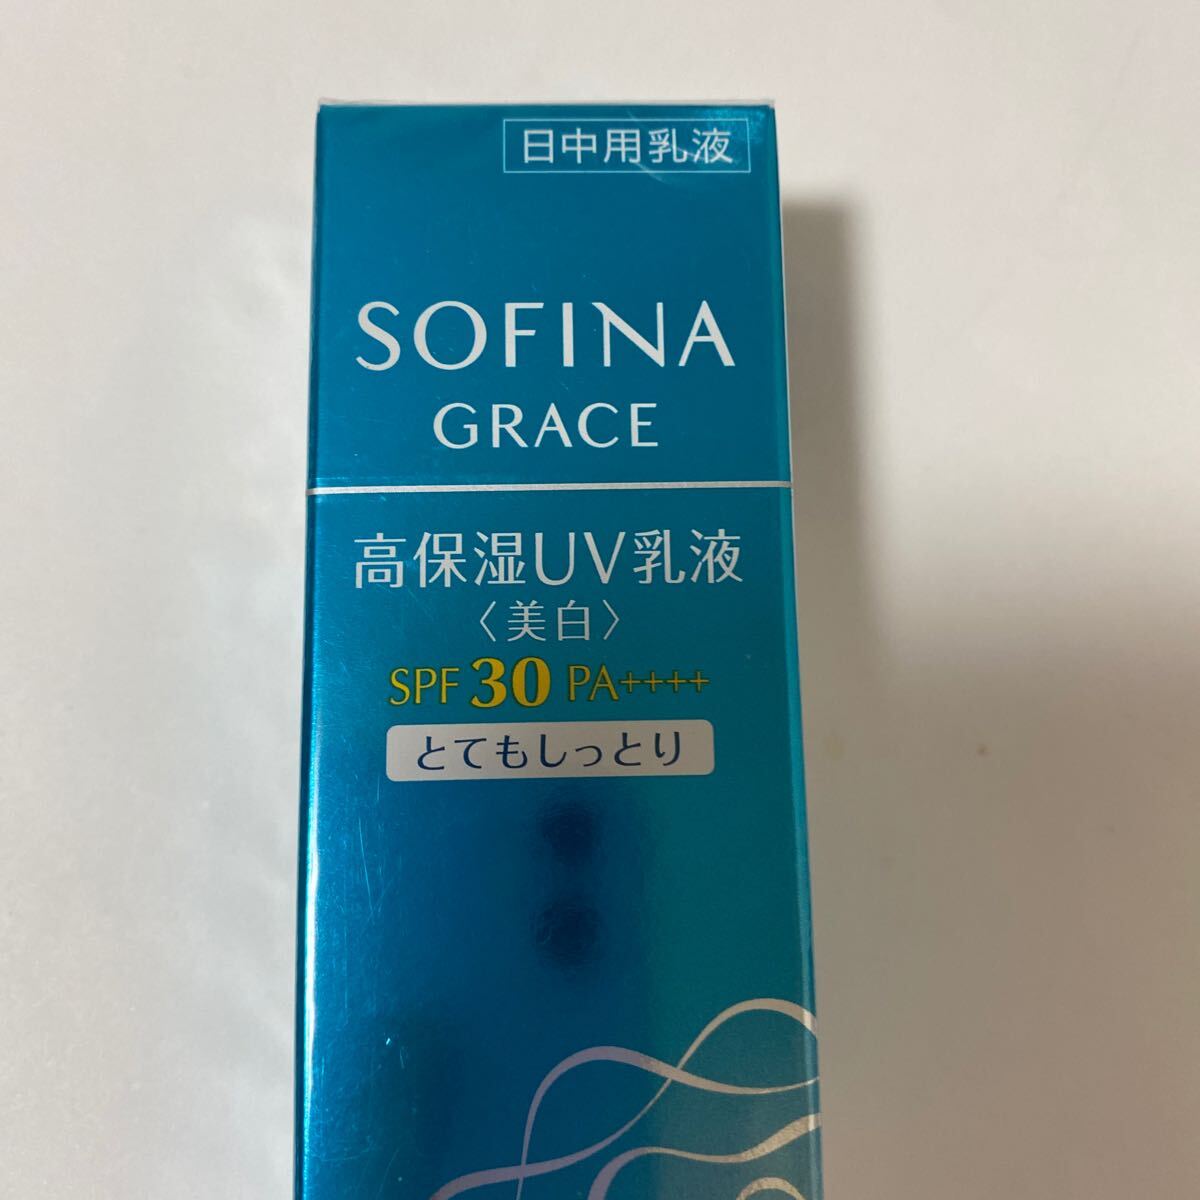 日中用乳液
SOFINA
GRACE
高保湿UV乳液
〈美白〉
SPF 30 PA++++
とてもしっとり